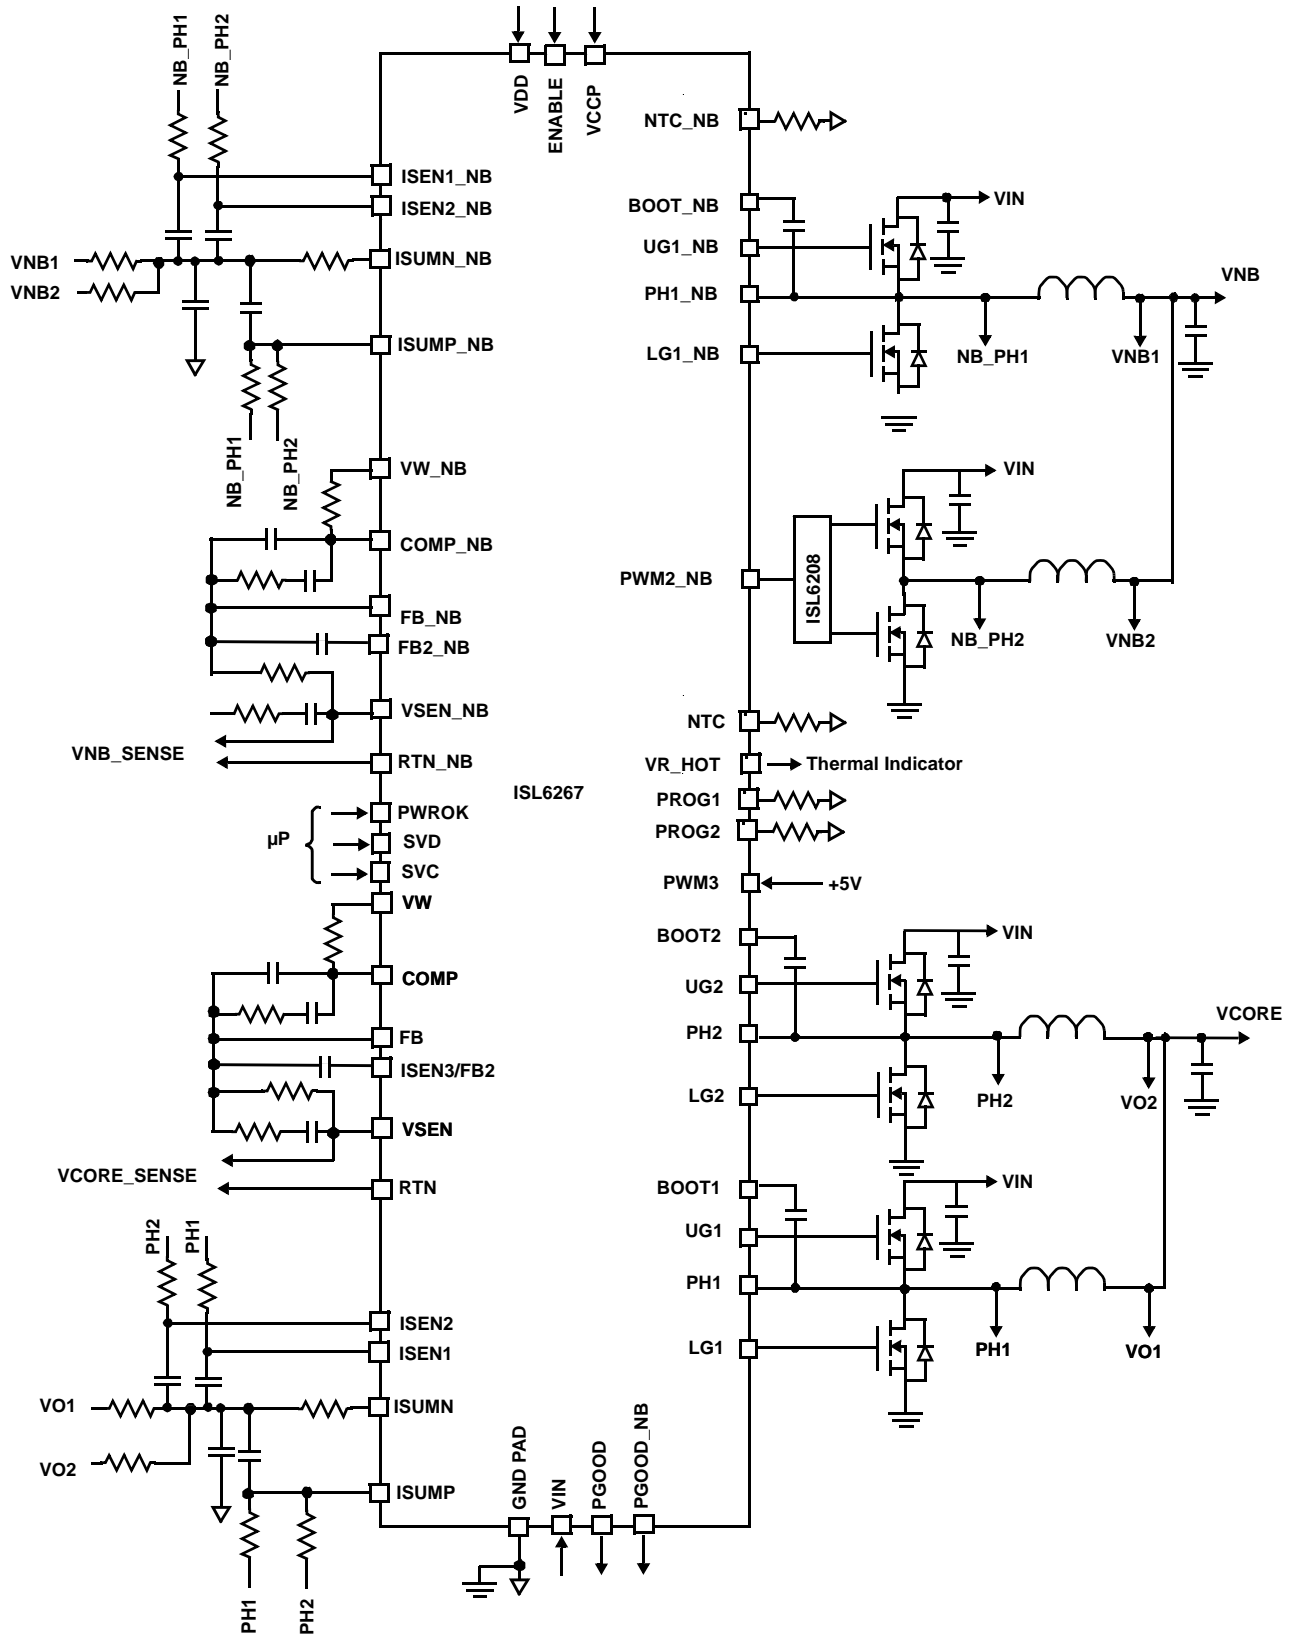 NB_PH1
NB_PH2
VDD
ENABLE
VCCP
NTC_NB
ISEN1_NB
ISEN2_NB
BOOT_NB
VIN
UG1_NB
VNB1
ISUMN_NB
VNB2
PH1_NB
VNB
ISUMP_NB
LG1_NB
NB_PH1
VNB1
NB_PH1
NB_PH2
VW_NB
VIN
COMP_NB
PWM2_NB
ISL6208
FB_NB
FB2_NB
NB_PH2
VNB2
VSEN_NB
NTC
VNB_SENSE
RTN_NB
VR_HOT
Thermal Indicator
ISL6267
PROG1
PWROK
PROG2
µP
SVD
SVC
PWM3
+5V
VW
BOOT2
VIN
COMP
UG2
VCORE
FB
PH2
ISEN3/FB2
LG2
PH2
VO2
VSEN
VCORE_SENSE
RTN
BOOT1
VIN
PH2
PH1
UG1
PH1
ISEN2
ISEN1
LG1
PH1
VO1
VO1
ISUMN
VO2
ISUMP
GND PAD
VIN
PGOOD
PGOOD_NB
PH1
PH2